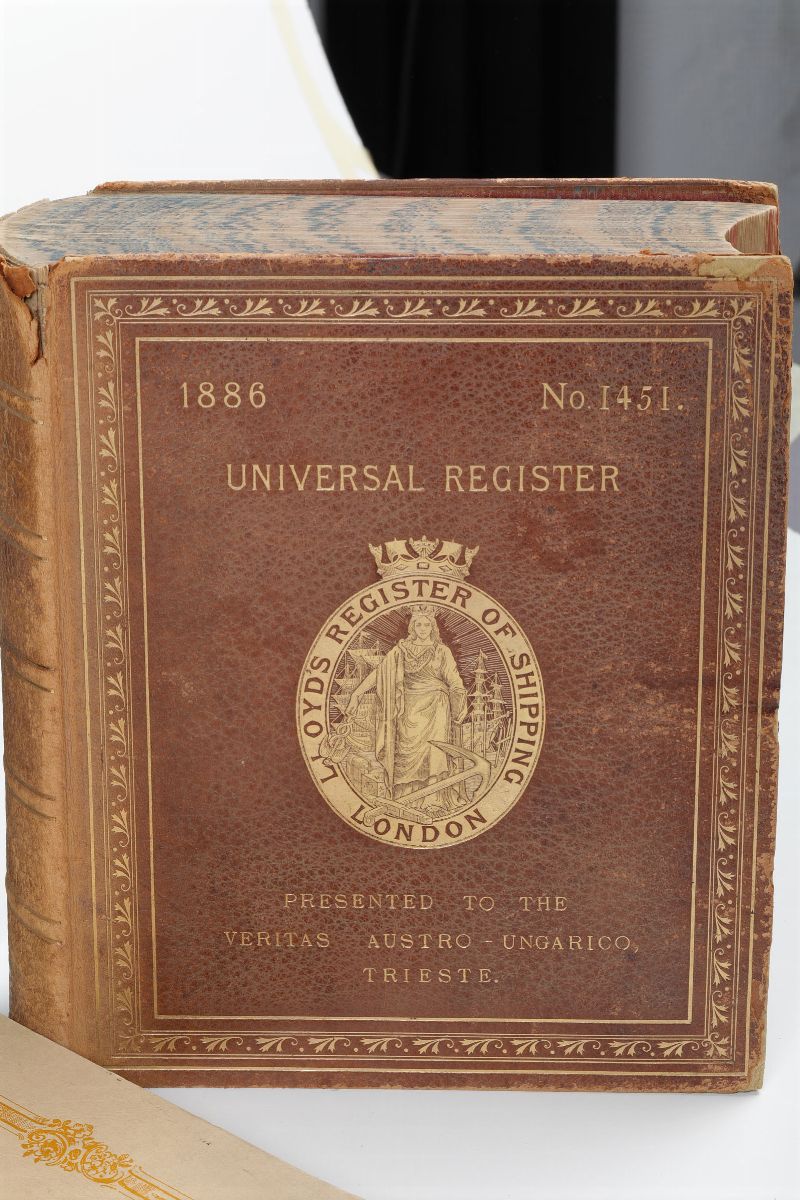 1886 No. 1451.
UNIVERSAL REGISTER
LLOYD'S REGISTER OF SHIPPING
LONDON
PRESENTED TO THE
VERITAS AUSTRO-UNGARICO,
TRIESTE.